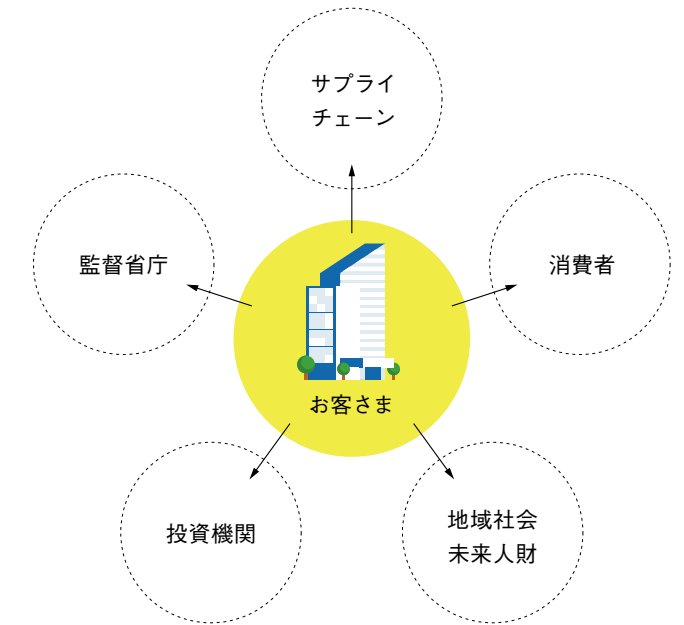 サプライ
チェーン
監督省庁
消費者
お客さま
投資機関
地域社会
未来人財